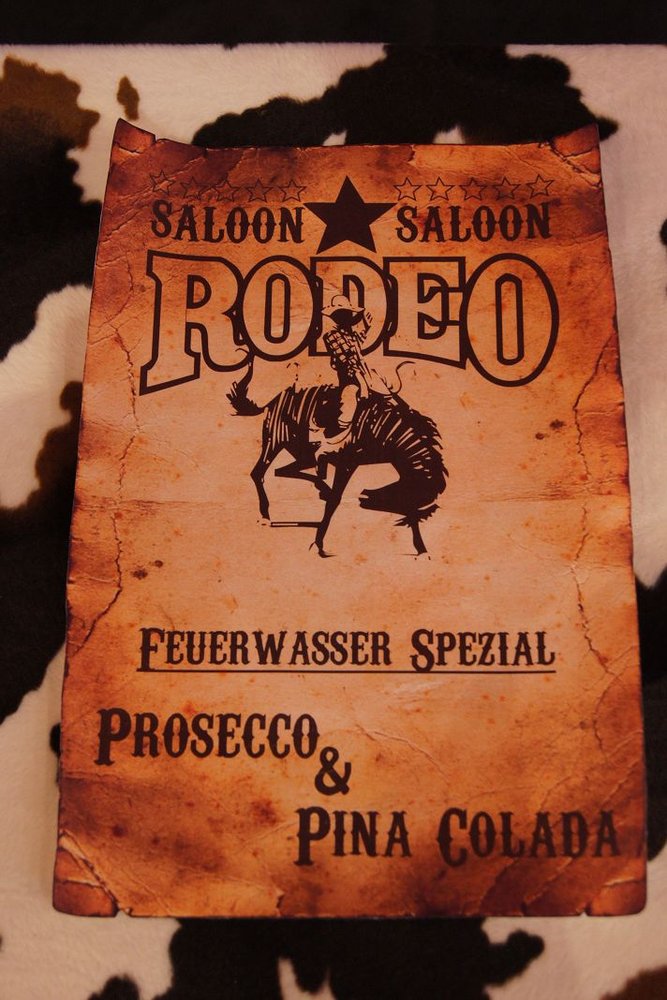 SALOON SALOON
RODEO
FEUERWASSER SPEZIAL
PROSECCO
&
PINA COLADA